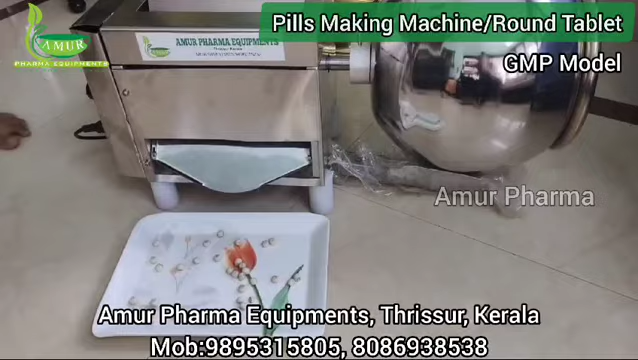 Pills Making Machine/Round Tablet
GMP Model
AMUR
PHARMA EQUIPMENTS
AMUR PHARMA EQUIPMENTS
Amur Pharma
Amur Pharma Equipments, Thrissur, Kerala
Mob:9895315805, 8086938538